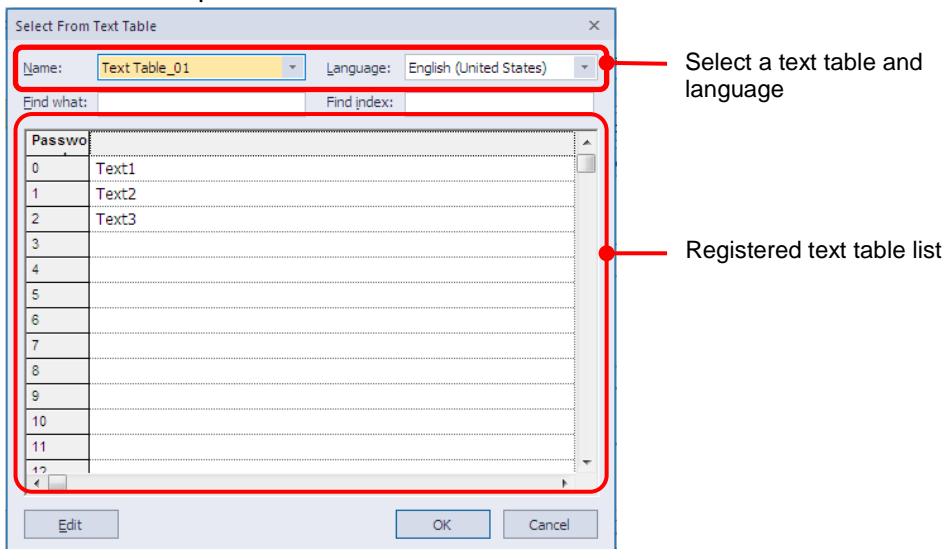 Select From Text Table
Name: Text Table_01 Language: English (United States)
Select a text table and
language
Find what: Find index:
Passwo
0 Text1
1 Text2
2 Text3
3
Registered text table list
4
5
6
7
8
9
10
11
12
Edit OK Cancel